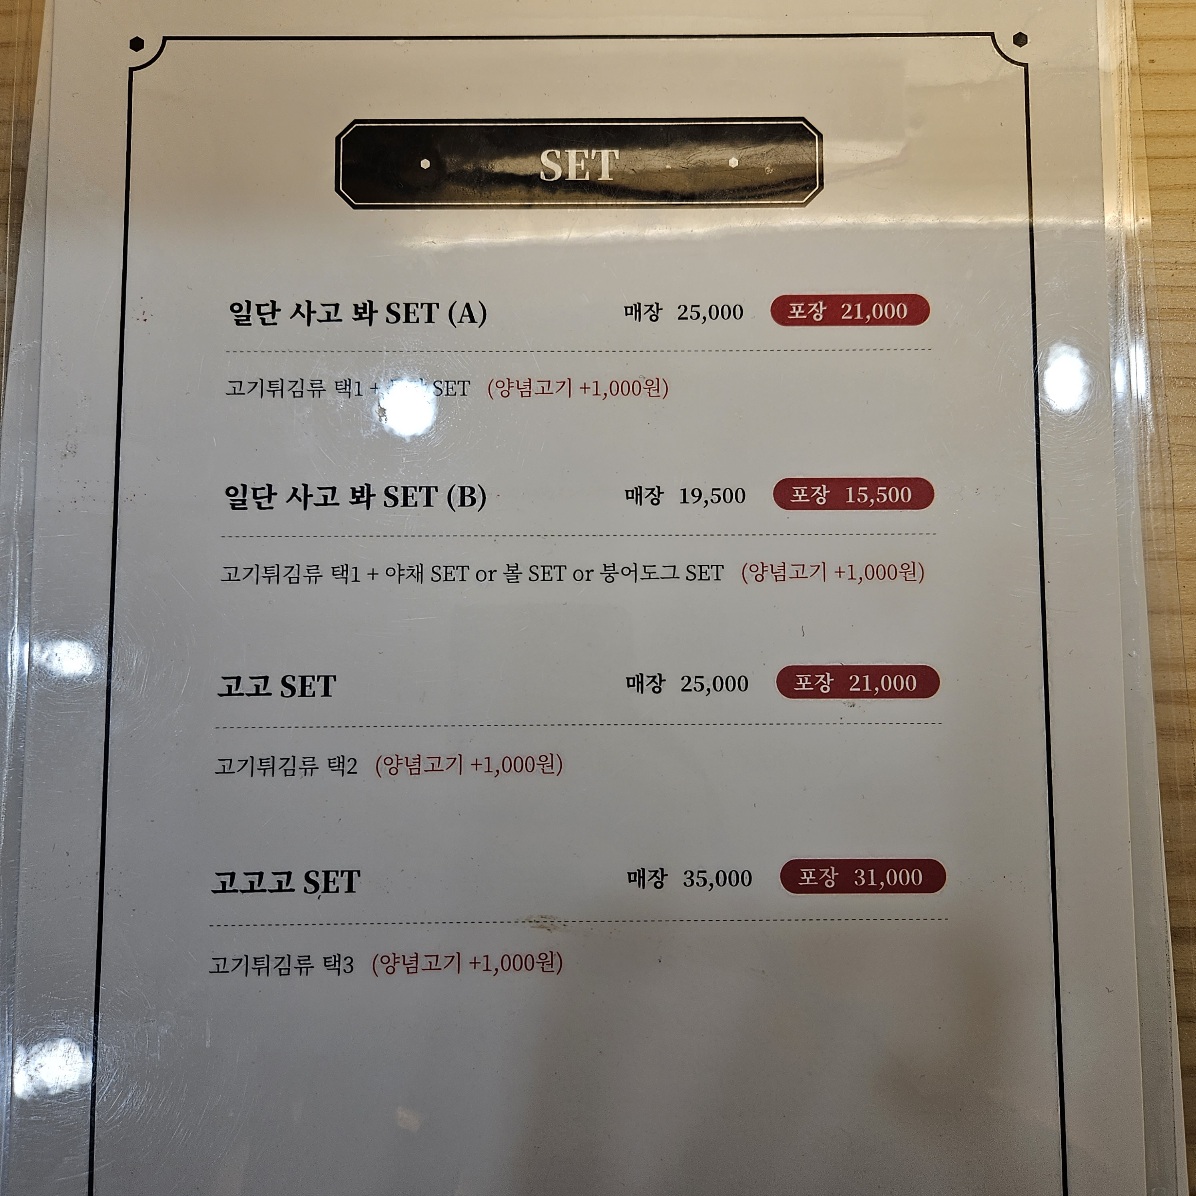 SET
일단 사고 봐 SET (A) 매장 25,000 포장 21,000
고기튀김류 택1 + SET (양념고기 +1,000원)
일단 사고 봐 SET (B) 매장 19,500 포장 15,500
고기튀김류 택1 + 야채 SET or 볼 SET or 붕어도그 SET (양념고기 +1,000원)
고고 SET 매장 25,000 포장 21,000
고기튀김류 택2 (양념고기 +1,000원)
고고고 SET 매장 35,000 포장 31,000
고기튀김류 택3 (양념고기 +1,000원)